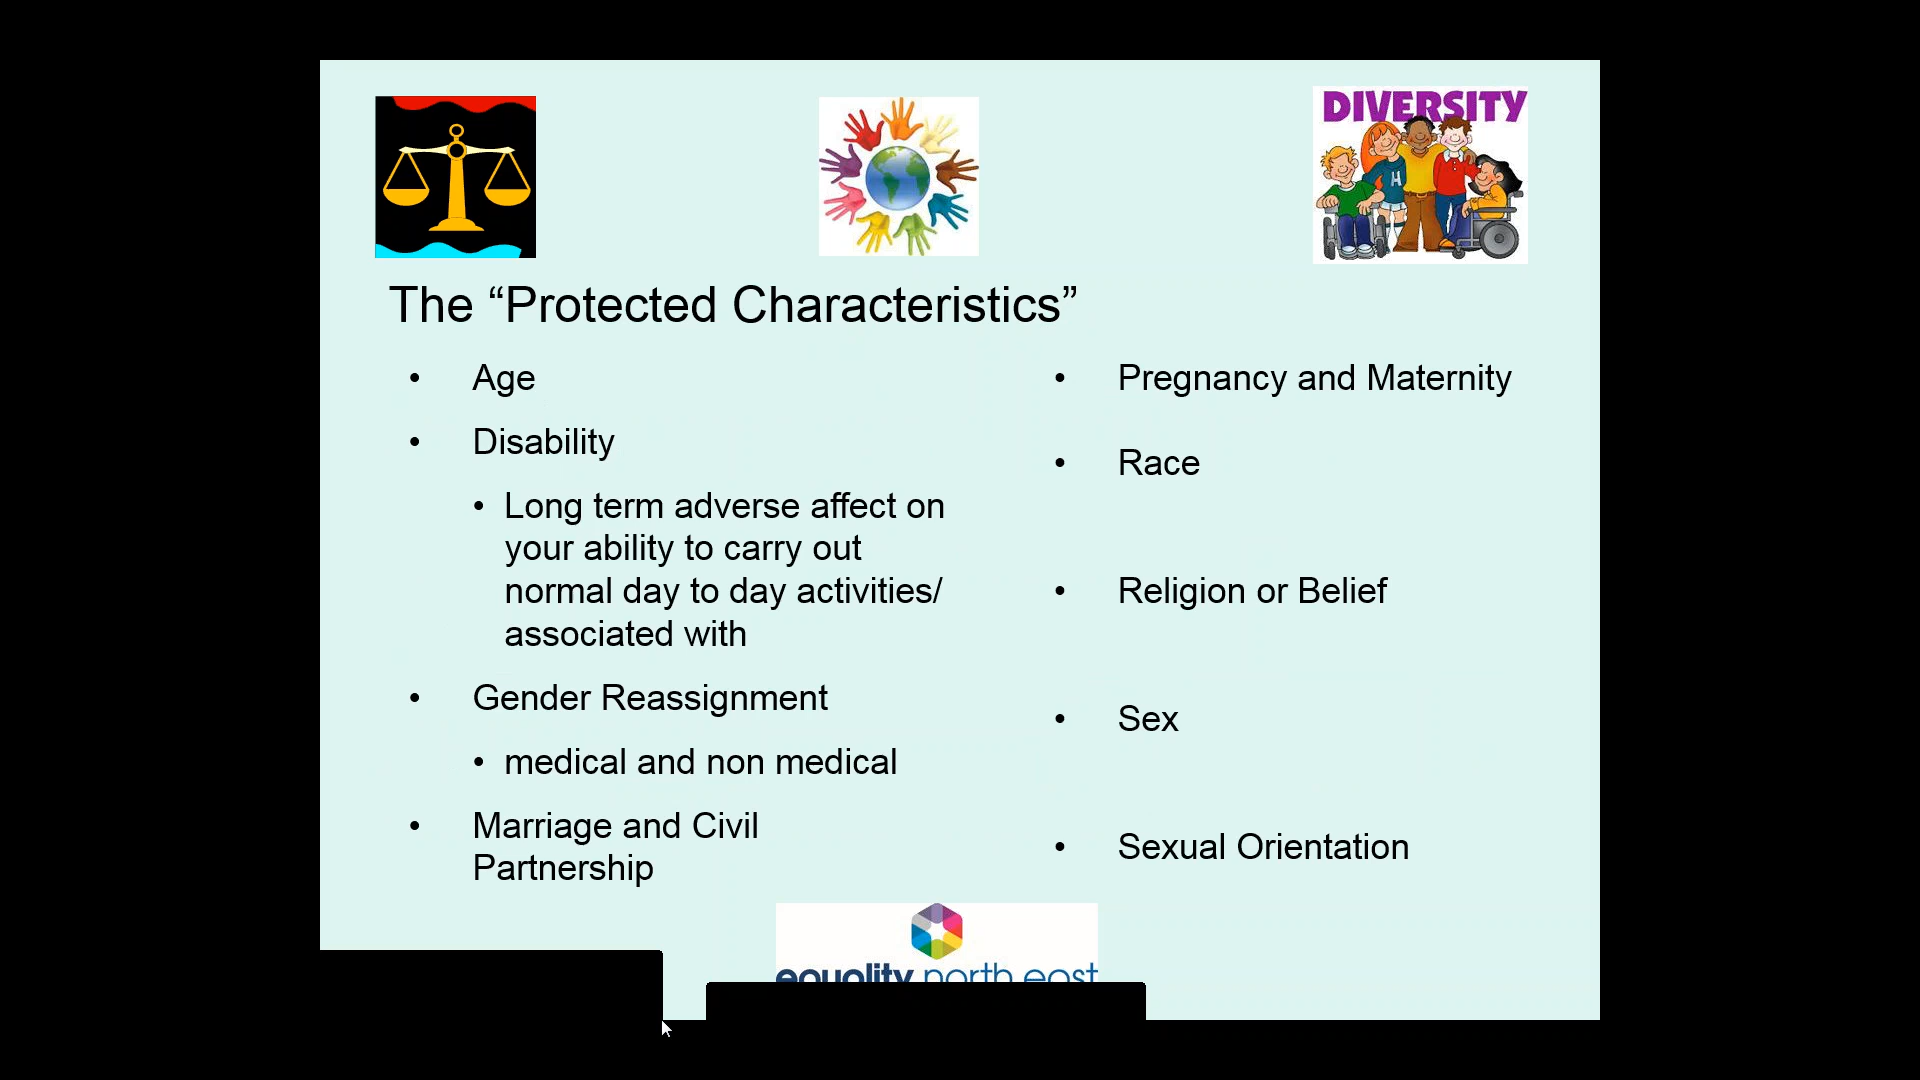 DIVERSITY
H
The “Protected Characteristics”
• Age
• Disability
• Long term adverse affect on
your ability to carry out
normal day to day activities/
associated with
• Gender Reassignment
• medical and non medical
• Marriage and Civil
Partnership
• Pregnancy and Maternity
• Race
• Religion or Belief
• Sex
• Sexual Orientation
equality north east